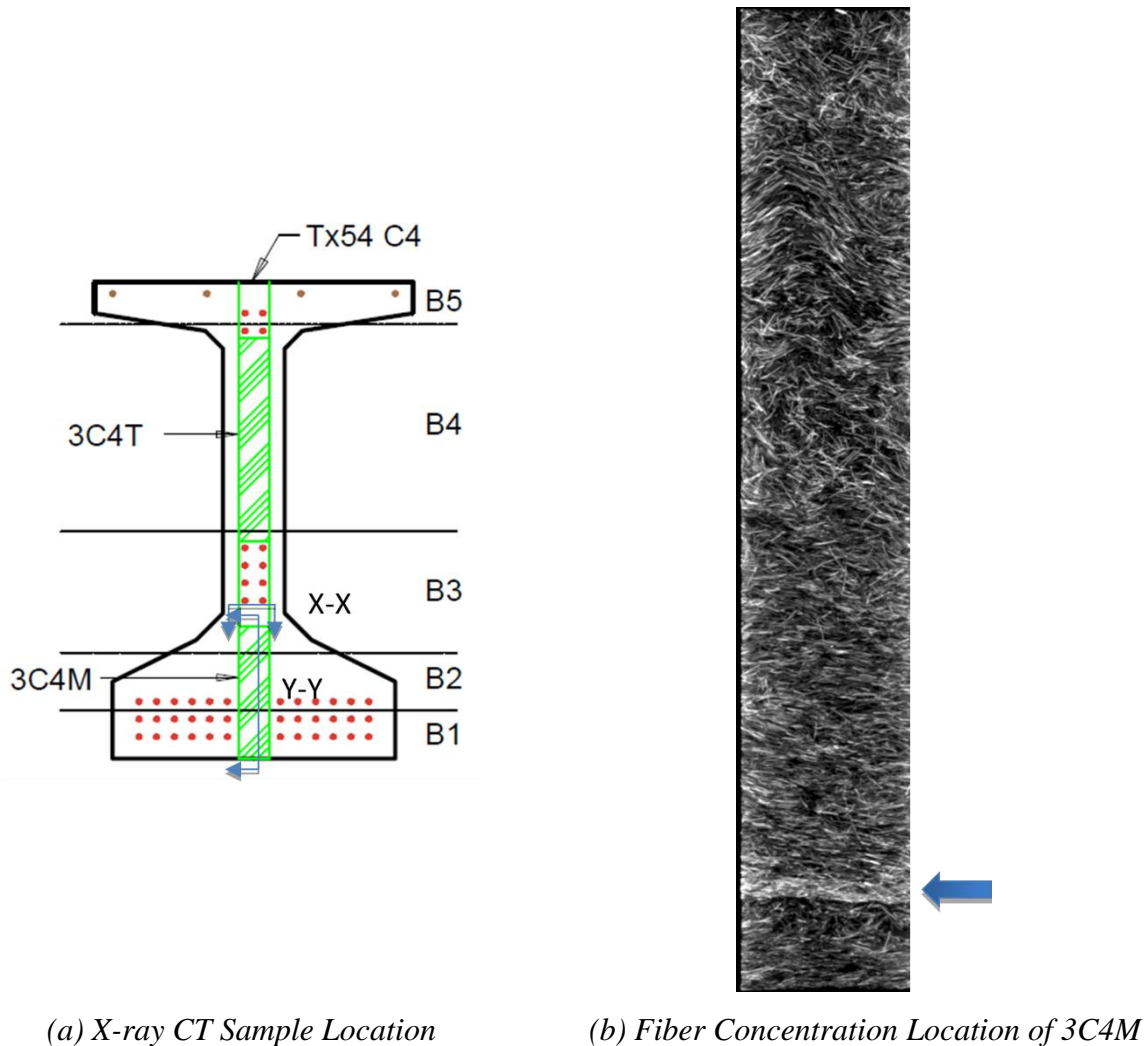 Tx54 C4
B5
3C4T
B4
X-X
B3
3C4M
Y-Y
B2
B1
(a) X-ray CT Sample Location
(b) Fiber Concentration Location of 3C4M